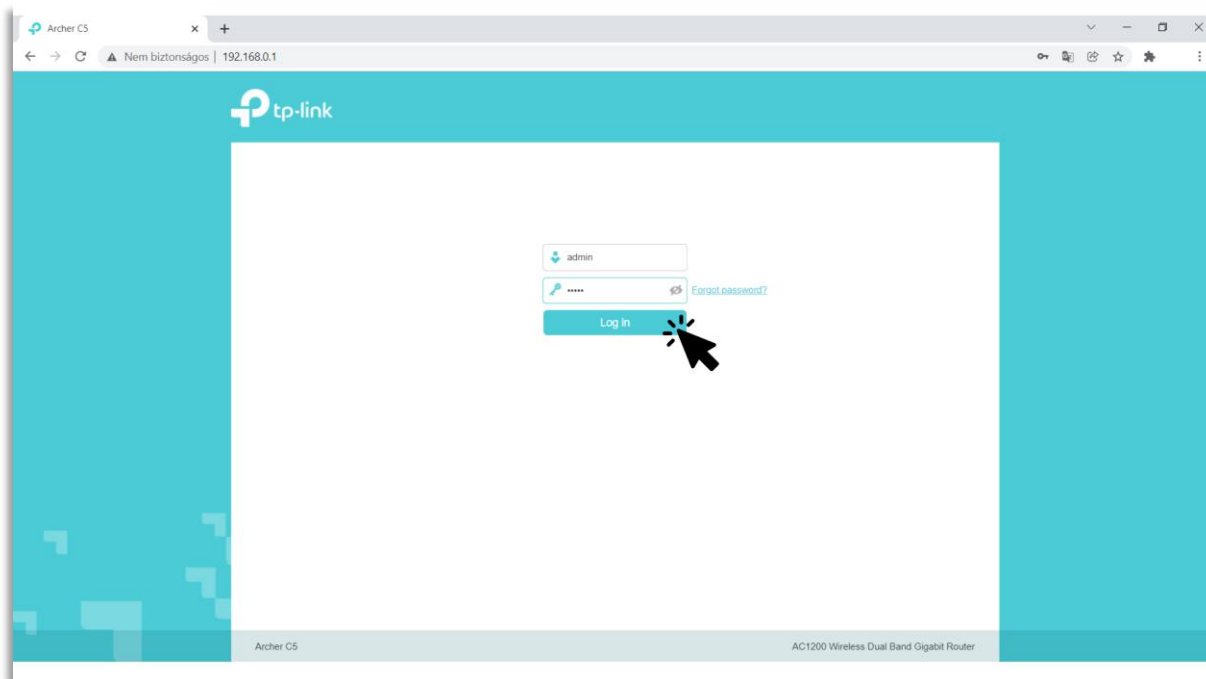 Archer C5
Nem biztonságos | 192.168.0.1
tp-link
admin
•••••
Forgot password?
Log in
Archer C5
AC1200 Wireless Dual Band Gigabit Router